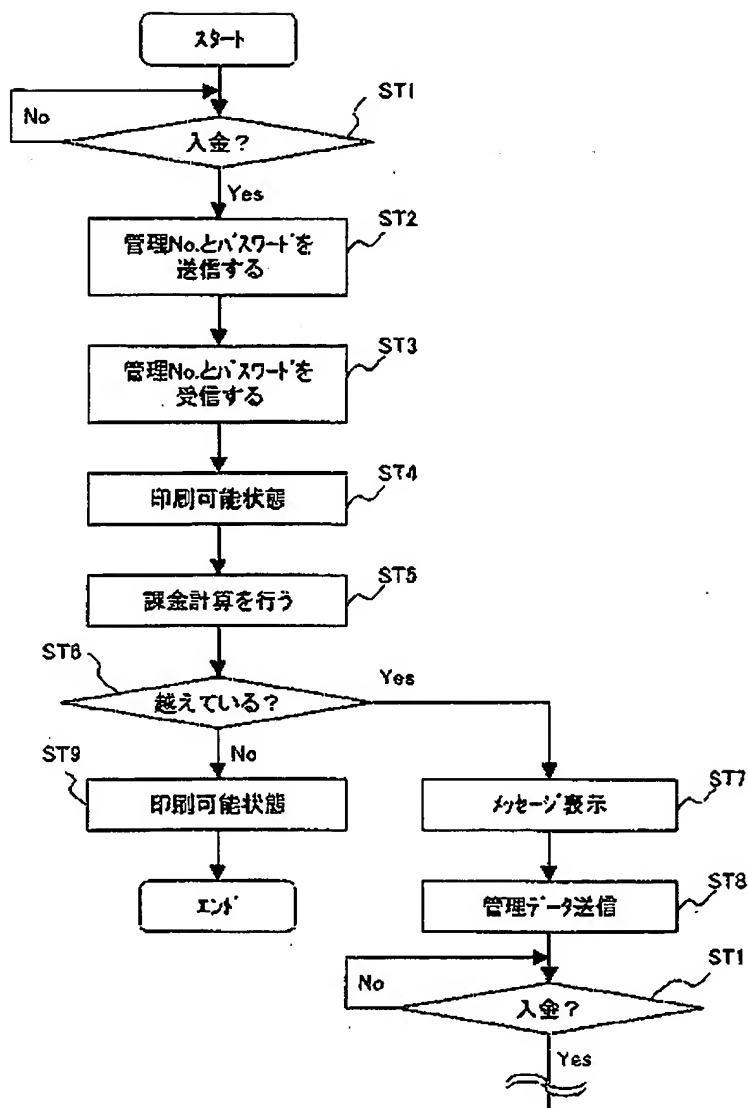 スタート
ST1
No
入金？
Yes
ST2
管理No.とパスワードを
送信する
ST3
管理No.とパスワードを
受信する
ST4
印刷可能状態
ST5
課金計算を行う
ST6
越えている？
Yes
No
ST9
印刷可能状態
ST7
メッセージ表示
エンド
ST8
管理データ送信
ST1
No
入金？
Yes